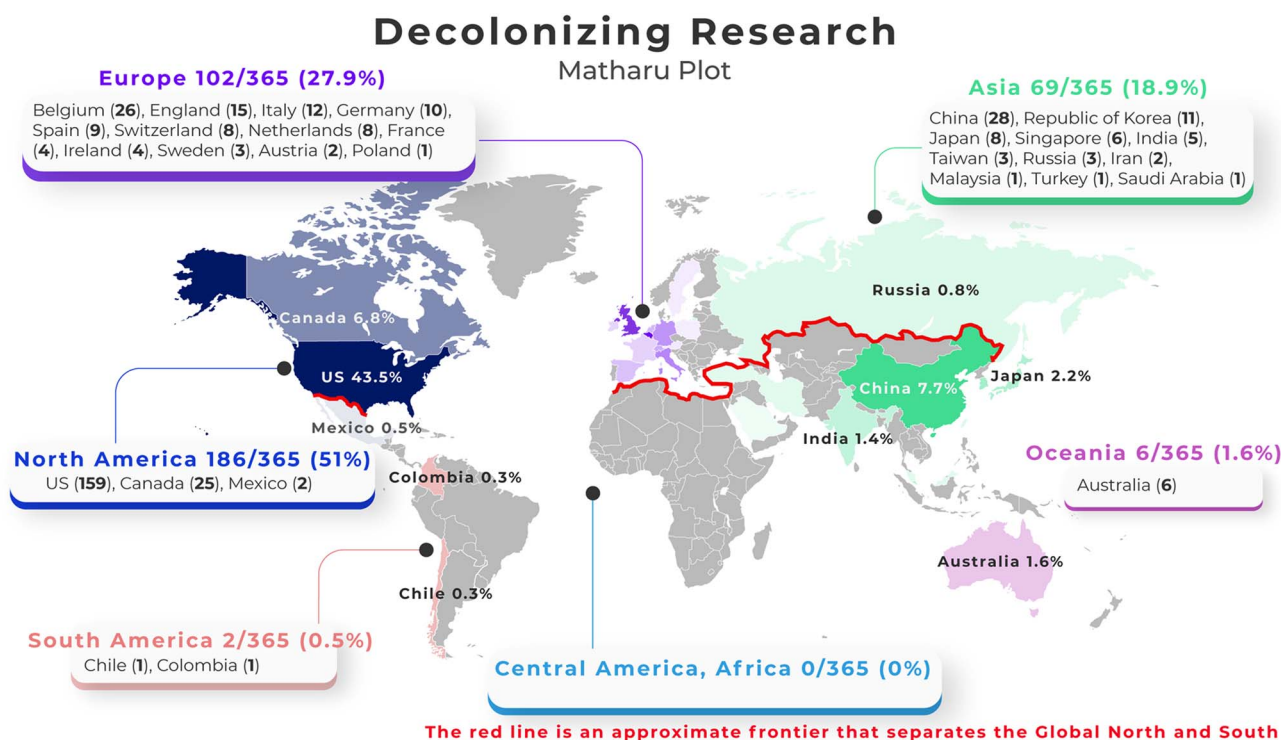 Decolonizing Research
Matharu Plot
Europe 102/365 (27.9%)
Belgium (26), England (15), Italy (12), Germany (10),
Spain (9), Switzerland (8), Netherlands (8), France
(4), Ireland (4), Sweden (3), Austria (2), Poland (1)
Asia 69/365 (18.9%)
China (28), Republic of Korea (11),
Japan (8), Singapore (6), India (5),
Taiwan (3), Russia (3), Iran (2),
Malaysia (1), Turkey (1), Saudi Arabia (1)
Russia 0.8%
Canada 6.8%
US 43.5%
Mexico 0.5%
China 7.7%
Japan 2.2%
India 1.4%
North America 186/365 (51%)
US (159), Canada (25), Mexico (2)
Colombia 0.3%
Oceania 6/365 (1.6%)
Australia (6)
Australia 1.6%
Chile 0.3%
South America 2/365 (0.5%)
Chile (1), Colombia (1)
Central America, Africa 0/365 (0%)
The red line is an approximate frontier that separates the Global North and South